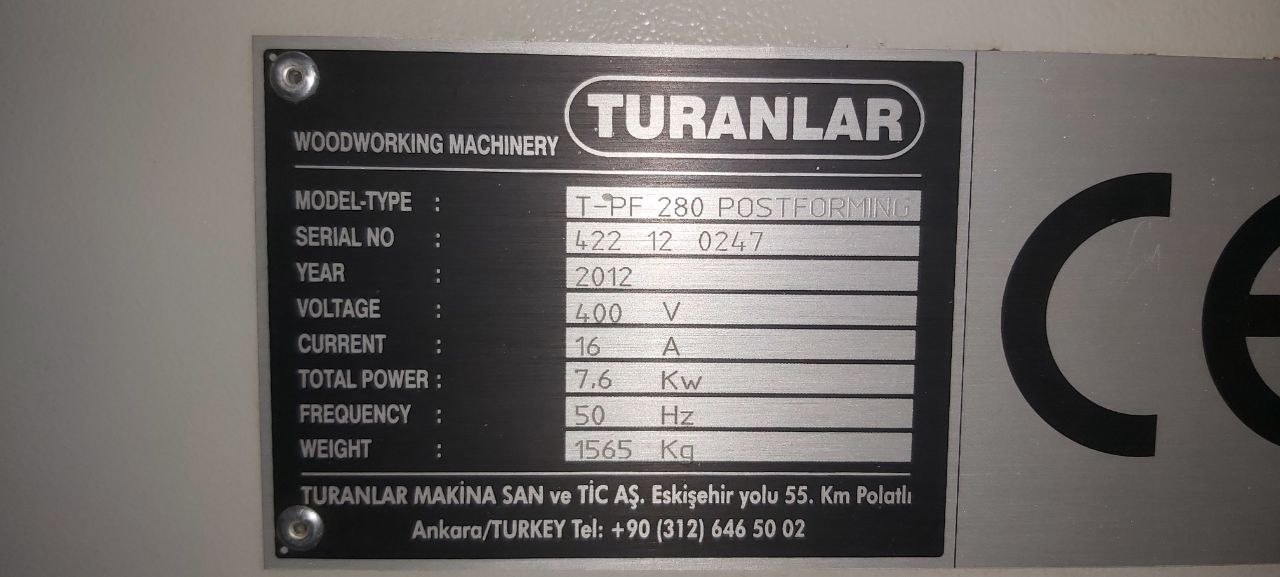 TURANLAR
WOODWORKING MACHINERY
MODEL-TYPE : T-PF 280 POSTFORMING
SERIAL NO : 422 12 0247
YEAR : 2012
VOLTAGE : 400 V
CURRENT : 16 A
TOTAL POWER : 7.6 Kw
FREQUENCY : 50 Hz
WEIGHT : 1565 Kg
TURANLAR MAKİNA SAN ve TİC AŞ. Eskişehir yolu 55. Km Polatlı
Ankara/TURKEY Tel: +90 (312) 646 50 02
CE